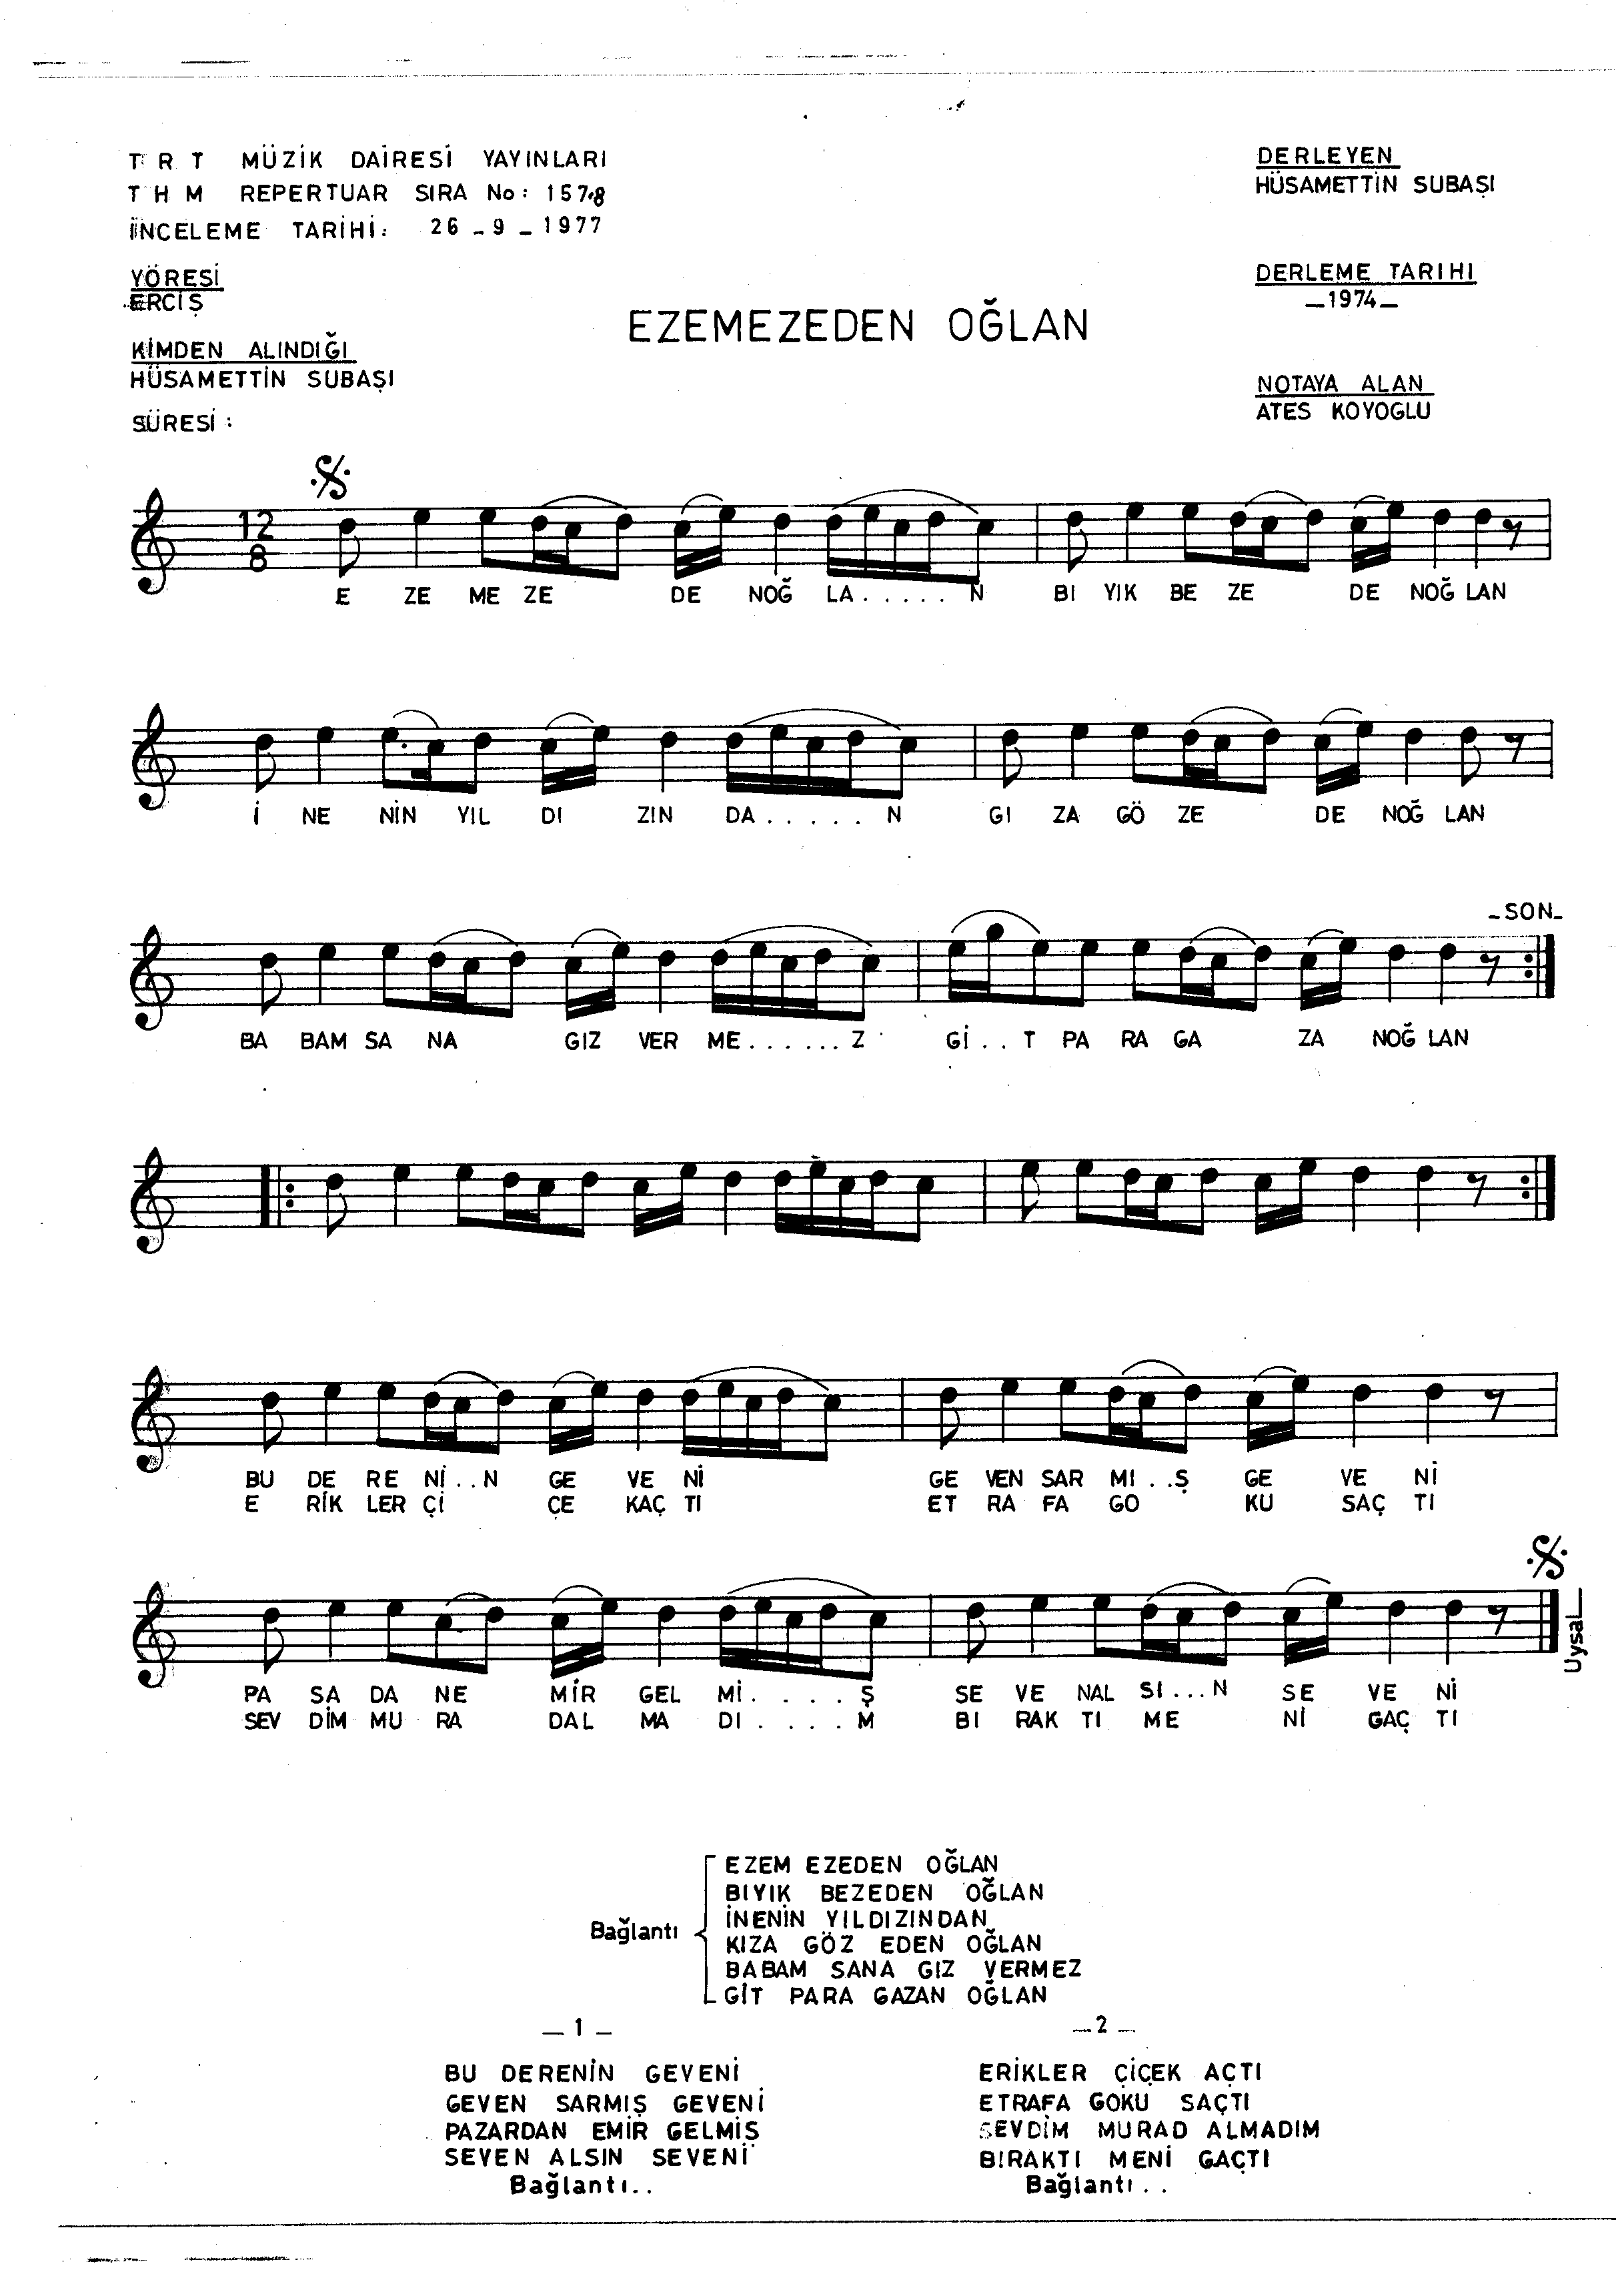 T R T MÜZİK DAİRESİ YAYINLARI
T H M REPERTUAR SIRA No: 1578
İNCELEME TARİHİ: 26_9_1977
YÖRESİ
ERCİŞ
KİMDEN ALINDIĞI
HÜSAMETTİN SUBAŞI
SÜRESİ :
DERLEYEN
HÜSAMETTİN SUBAŞI
DERLEME TARIHI
_1974_
NOTAYA ALAN
ATES KOYOGLU
EZEMEZEDEN OĞLAN
12
8
E ZE ME ZE DE NOĞ LA.....N BI YIK BE ZE DE NOĞ LAN
İ NE NİN YIL DI ZIN DA.....N GI ZA GÖ ZE DE NOĞ LAN
_SON_
BA BAM SA NA GIZ VER ME......Z Gİ..T PA RA GA ZA NOĞ LAN
BU DE RE Nİ..N GE VE Nİ GE VEN SAR MI..Ş GE VE Nİ
E RİK LER Çİ ÇE KAÇ TI ET RA FA GO KU SAÇ TI
PA SA DA NE MİR GEL Mİ....Ş SE VE NAL SI...N SE VE Nİ
SEV DİM MU RA DAL MA DI....M BI RAK TI ME Nİ GAÇ TI
Uysal
Bağlantı
EZEM EZEDEN OĞLAN
BIYIK BEZEDEN OĞLAN
İNENİN YILDIZINDAN
KIZA GÖZ EDEN OĞLAN
BABAM SANA GIZ VERMEZ
GİT PARA GAZAN OĞLAN
_1_
BU DERENİN GEVENİ
GEVEN SARMIŞ GEVENİ
PAZARDAN EMİR GELMİŞ
SEVEN ALSIN SEVENİ
Bağlantı..
_2_
ERİKLER ÇİÇEK AÇTI
ETRAFA GOKU SAÇTI
SEVDİM MURAD ALMADIM
BIRAKTI MENİ GAÇTI
Bağlantı..